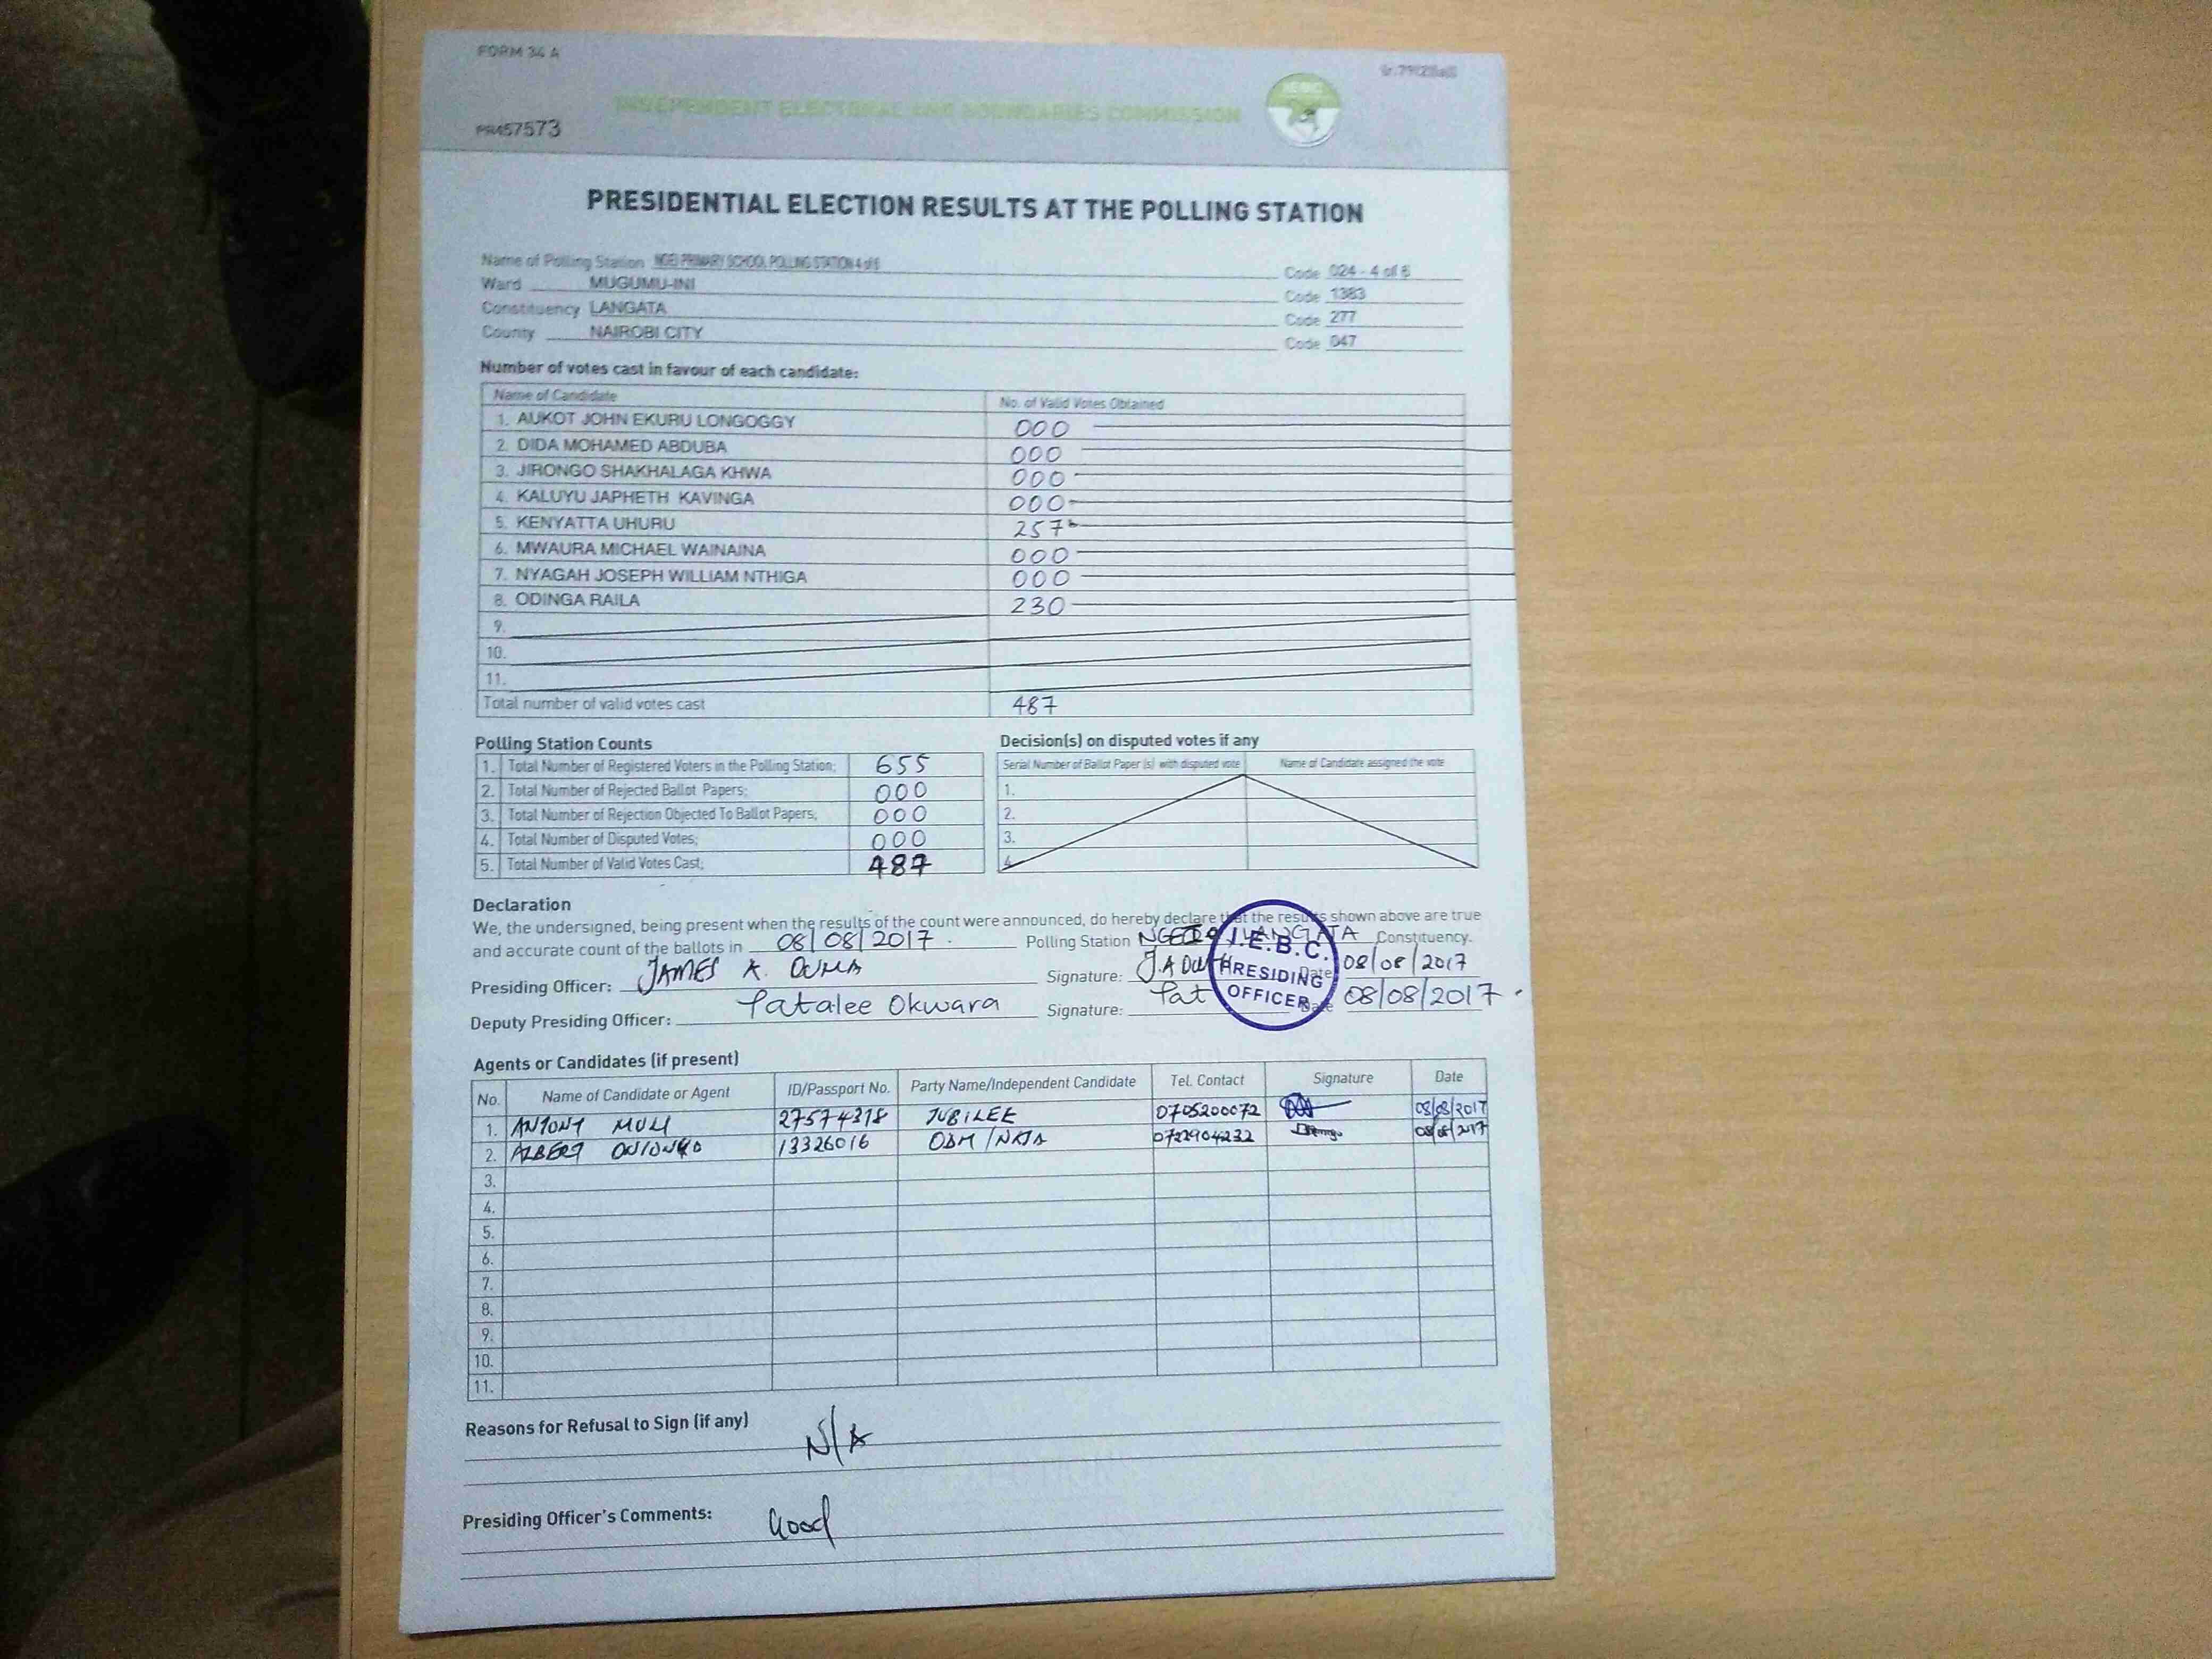 FORM 34 A
INDEPENDENT ELECTORAL AND BOUNDARIES COMMISSION
PR457573
PRESIDENTIAL ELECTION RESULTS AT THE POLLING STATION
Name of Polling Station NGEI PRIMARY SCHOOL POLLING STATION 4 of 6 Code 024 - 4 of 6
Ward MUGUMU-INI Code 1383
Constituency LANGATA Code 277
County NAIROBI CITY Code 047
Number of votes cast in favour of each candidate:
Name of Candidate No. of Valid Votes Obtained
1. AUKOT JOHN EKURU LONGOGGY 000
2. DIDA MOHAMED ABDUBA 000
3. JIRONGO SHAKHALAGA KHWA 000
4. KALUYU JAPHETH KAVINGA 000
5. KENYATTA UHURU 257
6. MWAURA MICHAEL WAINAINA 000
7. NYAGAH JOSEPH WILLIAM NTHIGA 000
8. ODINGA RAILA 230
9.
10.
11.
Total number of valid votes cast 487
Polling Station Counts
1. Total Number of Registered Voters in the Polling Station; 655
2. Total Number of Rejected Ballot Papers; 000
3. Total Number of Rejection Objected To Ballot Papers; 000
4. Total Number of Disputed Votes; 000
5. Total Number of Valid Votes Cast; 487
Decision(s) on disputed votes if any
Serial Number of Ballot Paper (s) with disputed vote Name of Candidate assigned the vote
1.
2.
3.
4.
Declaration
We, the undersigned, being present when the results of the count were announced, do hereby declare that the results shown above are true
and accurate count of the ballots in 08/08/2017 Polling Station LANGATA Constituency.
Presiding Officer: JAMES A. OUMA Signature: Date 08/08/2017
Deputy Presiding Officer: Patalee Okwara Signature: Pat Date 08/08/2017
I.E.B.C.
PRESIDING
OFFICER
Agents or Candidates (if present)
No. Name of Candidate or Agent ID/Passport No. Party Name/Independent Candidate Tel. Contact Signature Date
1. ANTONY MULI 27574318 JUBILEE 0705200072 08/08/2017
2. ALBERT 13326016 ODM / 0722904232 08/08/2017
3.
4.
5.
6.
7.
8.
9.
10.
11.
Reasons for Refusal to Sign (if any) N/A
Presiding Officer's Comments: Good